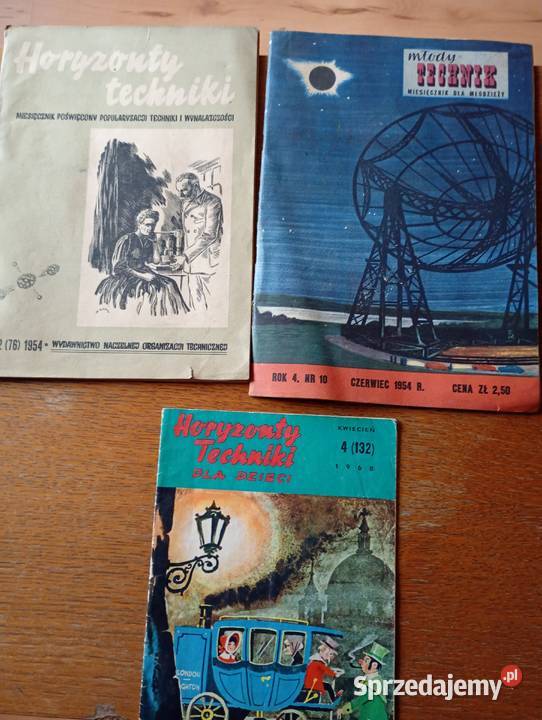 Horyzonty
techniki
MIESIĘCZNIK POŚWIĘCONY POPULARYZACJI TECHNIKI I WYNALAZCZOŚCI
2 (76) 1954 • WYDAWNICTWO NACZELNEJ ORGANIZACJI TECHNICZNEJ
młody
TECHNIK
MIESIĘCZNIK DLA MŁODZIEŻY
ROK 4. NR 10 CZERWIEC 1954 R. CENA ZŁ 2,50
Horyzonty
Techniki
DLA DZIECI
KWIECIEŃ
4 (132)
1968
LONDON
Sprzedajemy.pl